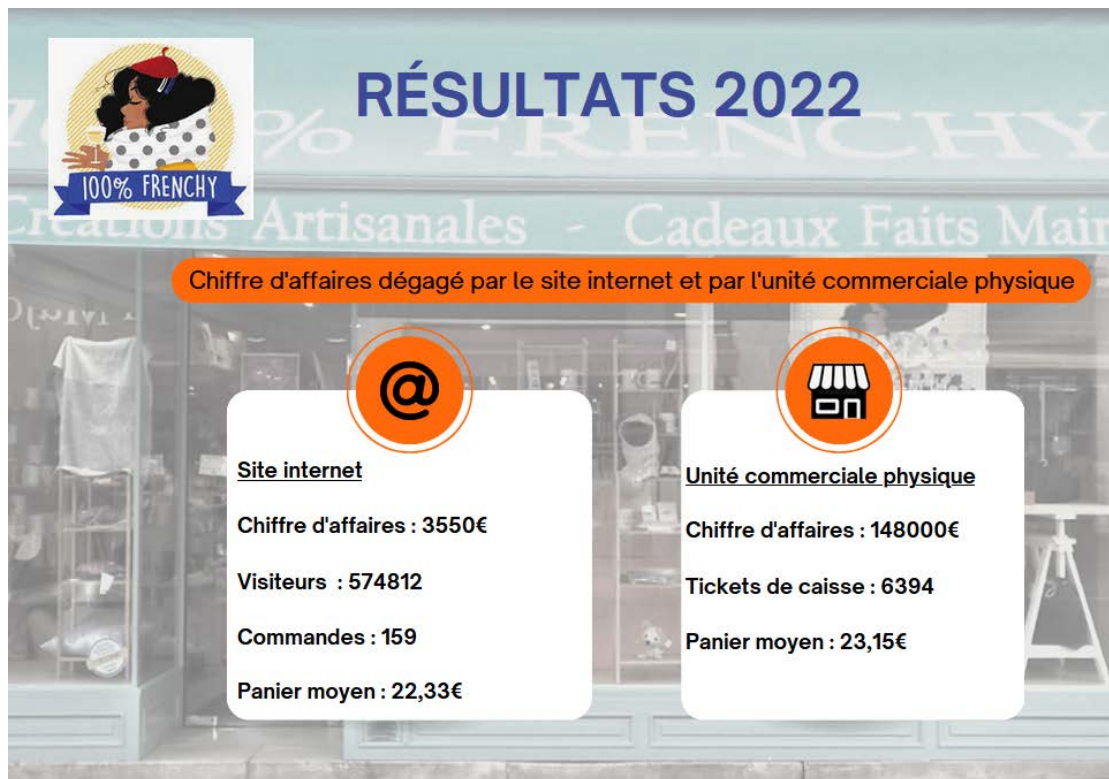 RÉSULTATS 2022
100% FRENCHY
% FRENCHY
Créations Artisanales - Cadeaux Faits Main
Chiffre d'affaires dégagé par le site internet et par l'unité commerciale physique
@
Site internet
Chiffre d'affaires : 3550€
Visiteurs : 574812
Commandes : 159
Panier moyen : 22,33€
Unité commerciale physique
Chiffre d'affaires : 148000€
Tickets de caisse : 6394
Panier moyen : 23,15€